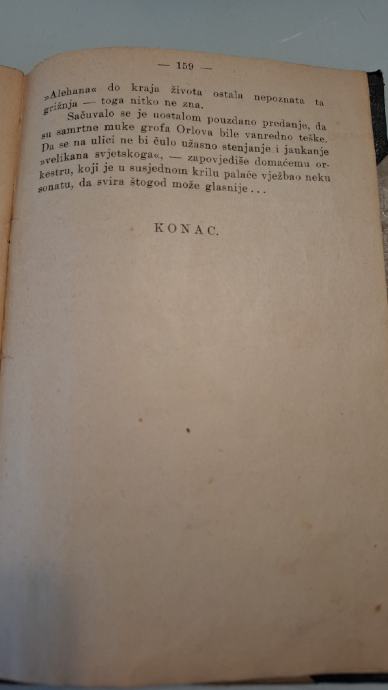 — 159 —
»Alehana« do kraja života ostala nepoznata ta
grižnja — toga nitko ne zna.
Sačuvalo se je uostalom pouzdano predanje, da
su samrtne muke grofa Orlova bile vanredno teške.
Da se na ulici ne bi čulo užasno stenjanje i jaukanje
»velikana svjetskoga«, — zapovjediše domaćemu or-
kestru, koji je u susjednom krilu palače vježbao neku
sonatu, da svira štogod može glasnije . . .
KONAC.